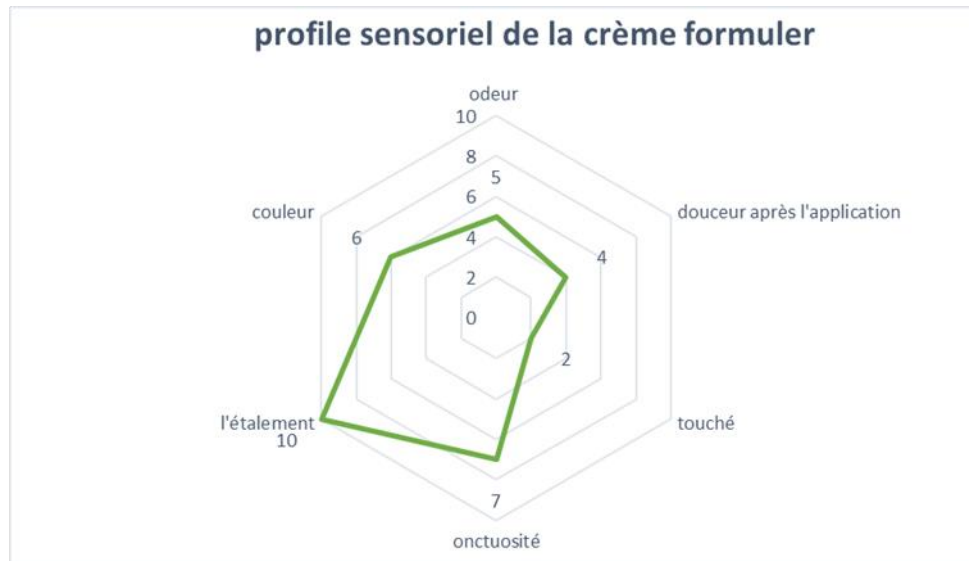 profile sensoriel de la crème formuler
odeur
10
8
5
6
couleur
douceur après l'application
6
4
4
2
0
2
l'étalement
10
touché
7
onctuosité